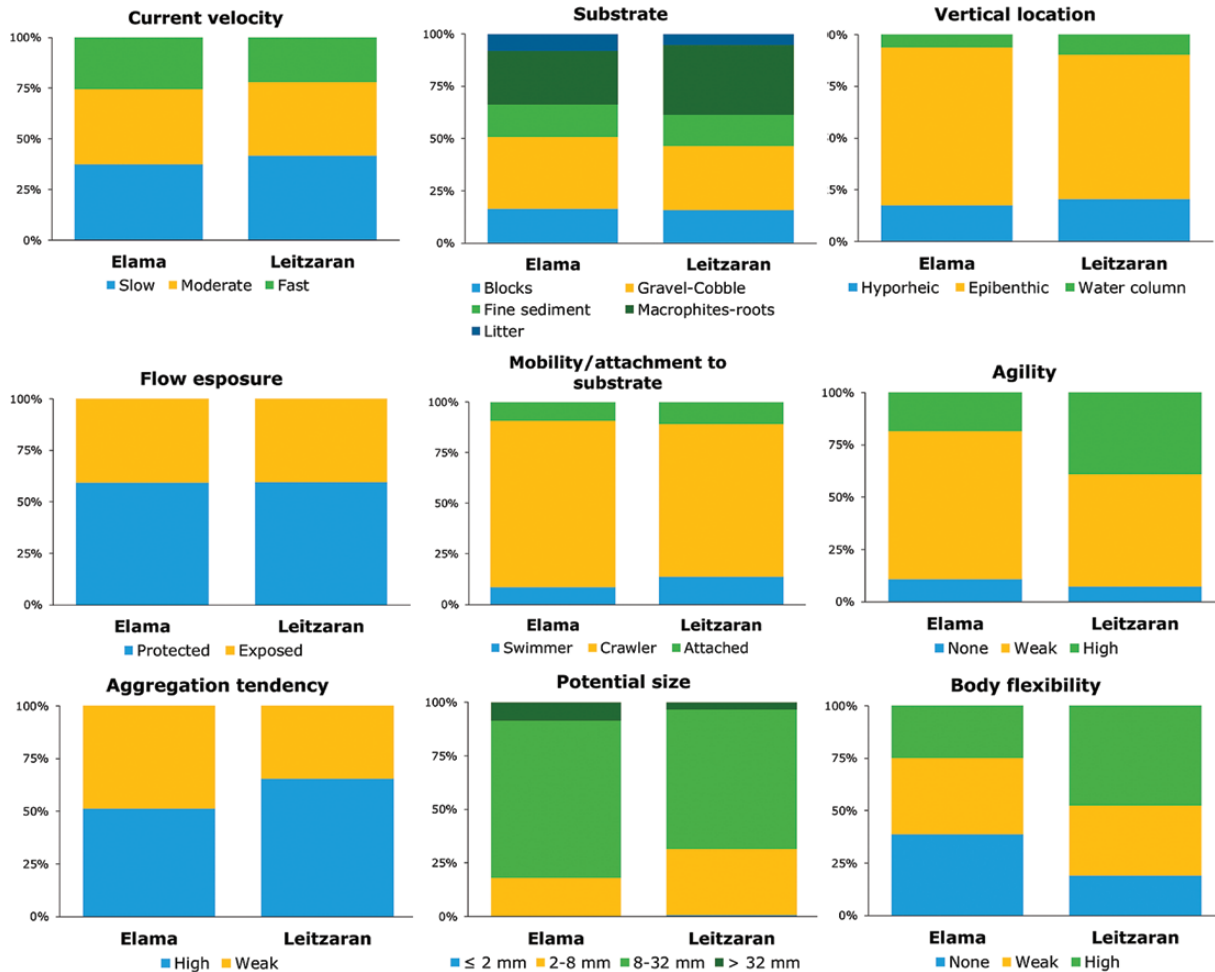 Current velocity
100%
75%
50%
25%
0%
Elama Leitzaran
Slow Moderate Fast
Substrate
100%
75%
50%
25%
0%
Elama Leitzaran
Blocks Gravel-Cobble
Fine sediment Macrophites-roots
Litter
Vertical location
0%
5%
0%
5%
0%
Elama Leitzaran
Hyporheic Epibenthic Water column
Flow esposure
100%
75%
50%
25%
0%
Elama Leitzaran
Protected Exposed
Mobility/attachment to
substrate
100%
75%
50%
25%
0%
Elama Leitzaran
Swimmer Crawler Attached
Agility
100%
75%
50%
25%
0%
Elama Leitzaran
None Weak High
Aggregation tendency
100%
75%
50%
25%
0%
Elama Leitzaran
High Weak
Potential size
100%
75%
50%
25%
0%
Elama Leitzaran
≤ 2 mm 2-8 mm 8-32 mm > 32 mm
Body flexibility
100%
75%
50%
25%
0%
Elama Leitzaran
None Weak High